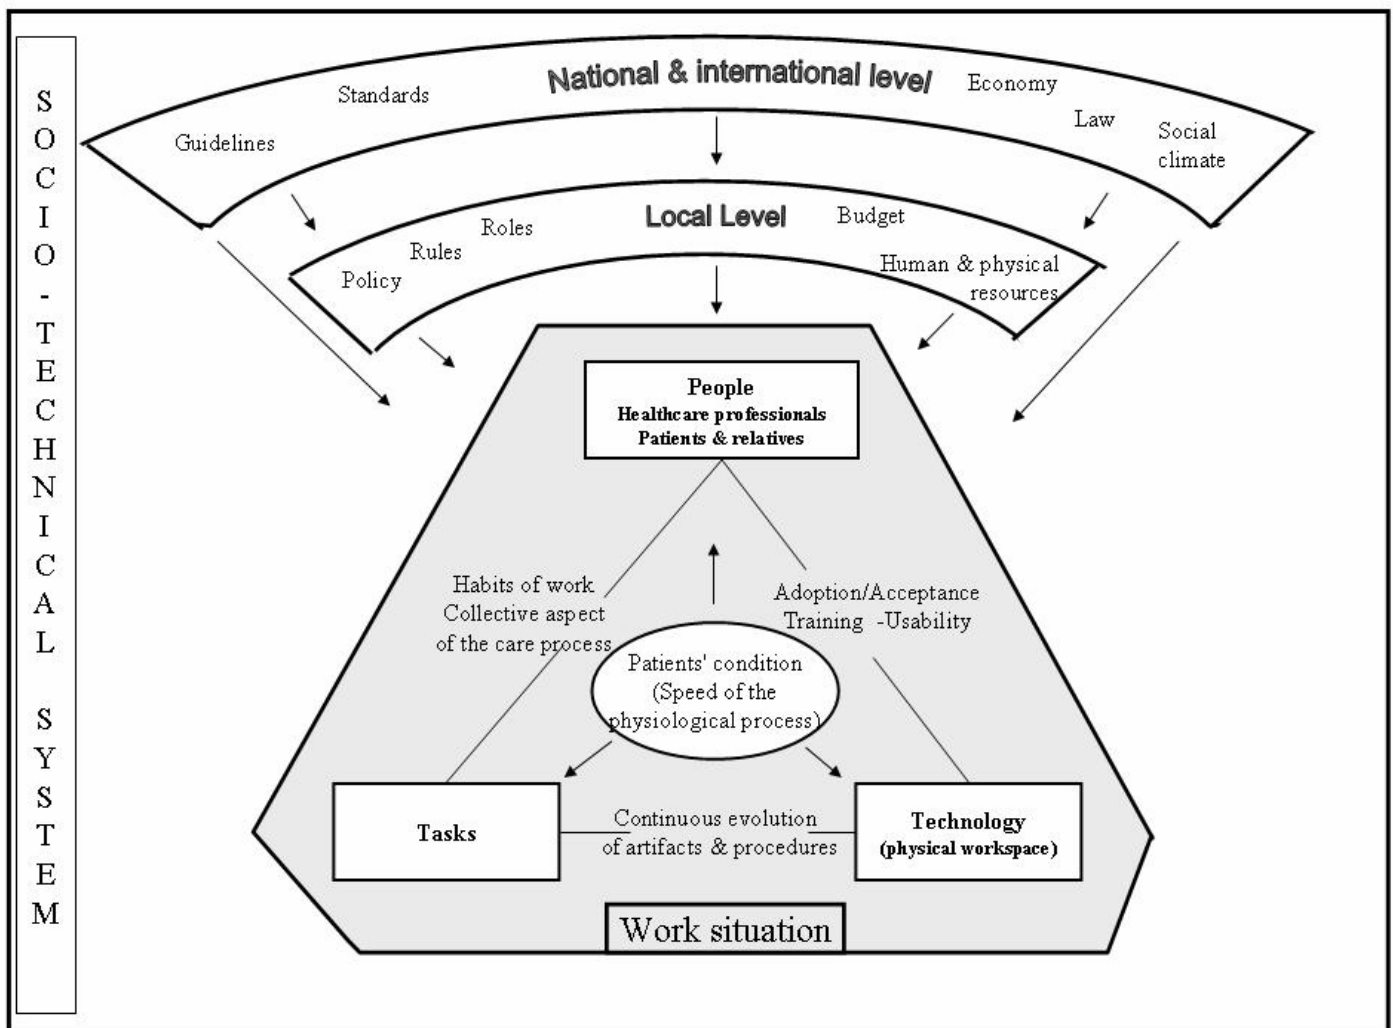 SOCIO-TECHNICAL SYSTEM
National & international level
Standards
Economy
Guidelines
Law
Social
climate
Local Level
Budget
Roles
Rules
Policy
Human & physical
resources
People
Healthcare professionals
Patients & relatives
Habits of work
Collective aspect
of the care process
Adoption/Acceptance
Training -Usability
Patients' condition
(Speed of the
physiological process)
Tasks
Continuous evolution
of artifacts & procedures
Technology
(physical workspace)
Work situation